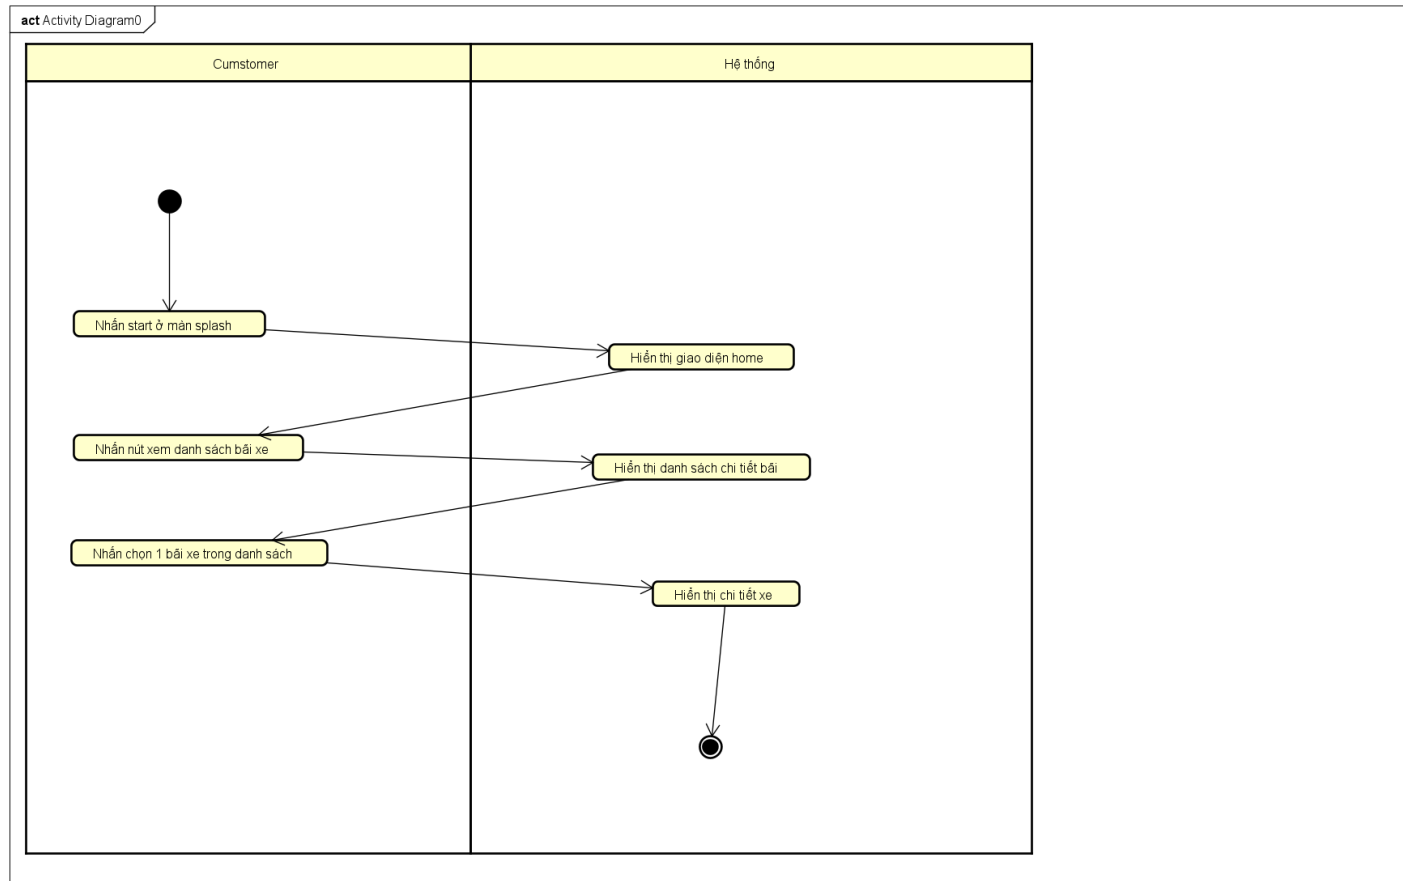 act Activity Diagram0
Cumstomer
Hệ thống
Nhấn start ở màn splash
Hiển thị giao diện home
Nhấn nút xem danh sách bãi xe
Hiển thị danh sách chi tiết bãi
Nhấn chọn 1 bãi xe trong danh sách
Hiển thị chi tiết xe